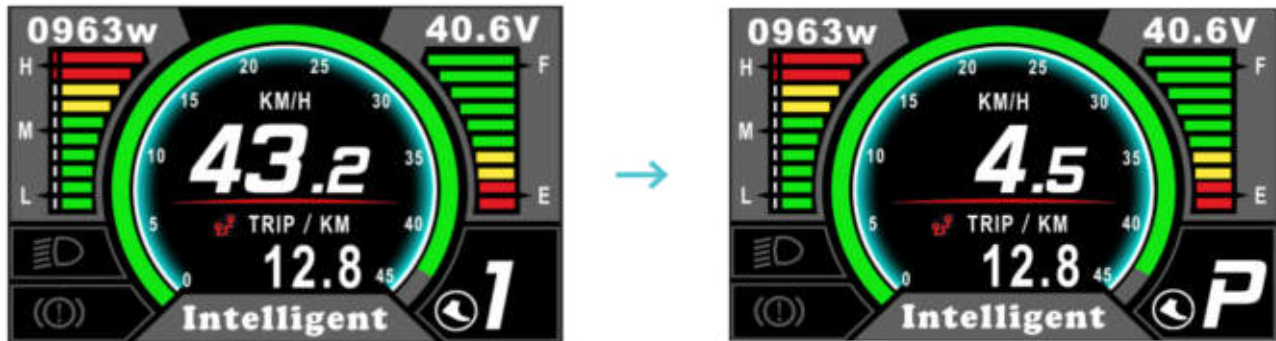 0963w 40.6V
H F
20 25
KM/H
15 30
M
43.2
10 35
L E
5 40
TRIP / KM
12.8
0 45
Intelligent
1
→
0963w 40.6V
H F
20 25
KM/H
15 30
M
4.5
10 35
L E
5 40
TRIP / KM
12.8
0 45
Intelligent
P